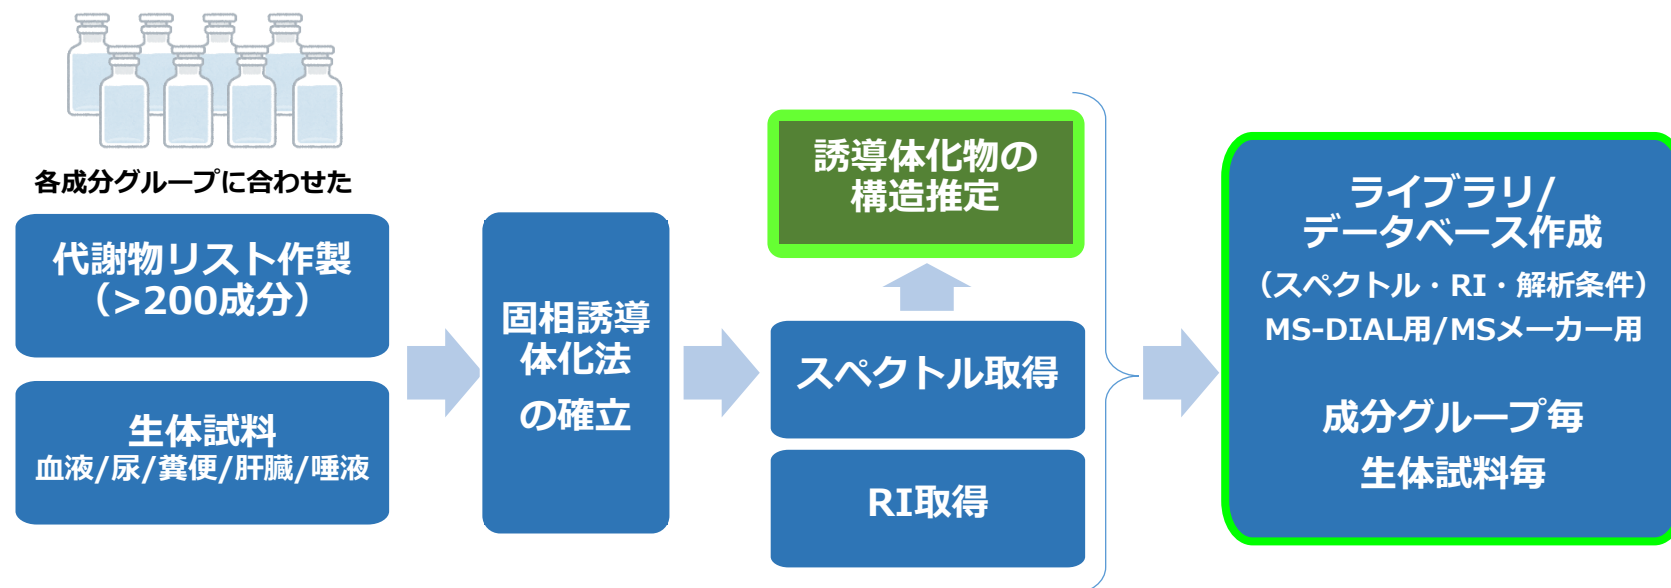 各成分グループに合わせた
代謝物リスト作製
（>200成分）
生体試料
血液/尿/糞便/肝臓/唾液
固相誘導
体化法
の確立
誘導体化物の
構造推定
スペクトル取得
RI取得
ライブラリ/
データベース作成
（スペクトル・RI・解析条件）
MS-DIAL用/MSメーカー用
成分グループ毎
生体試料毎